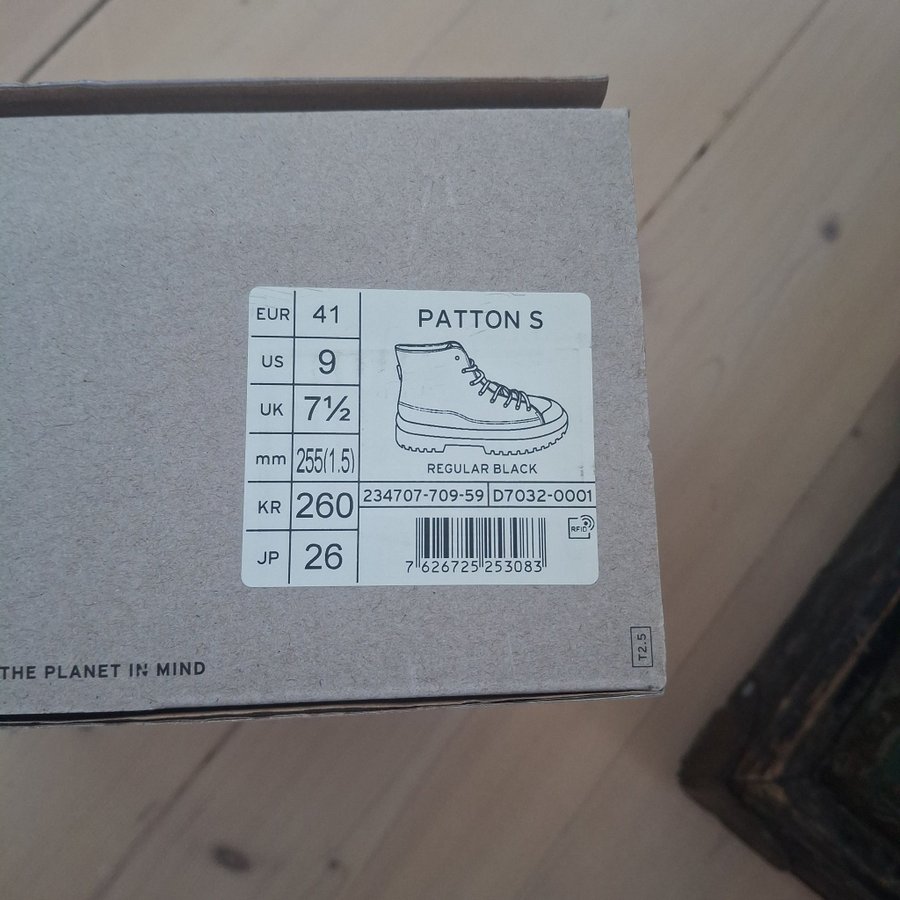 EUR 41
US 9
UK 7½
mm 255(1.5)
KR 260
JP 26
PATTON S
REGULAR BLACK
234707-709-59 D7032-0001
RFID
7 626725 253083
T2.5
THE PLANET IN MIND